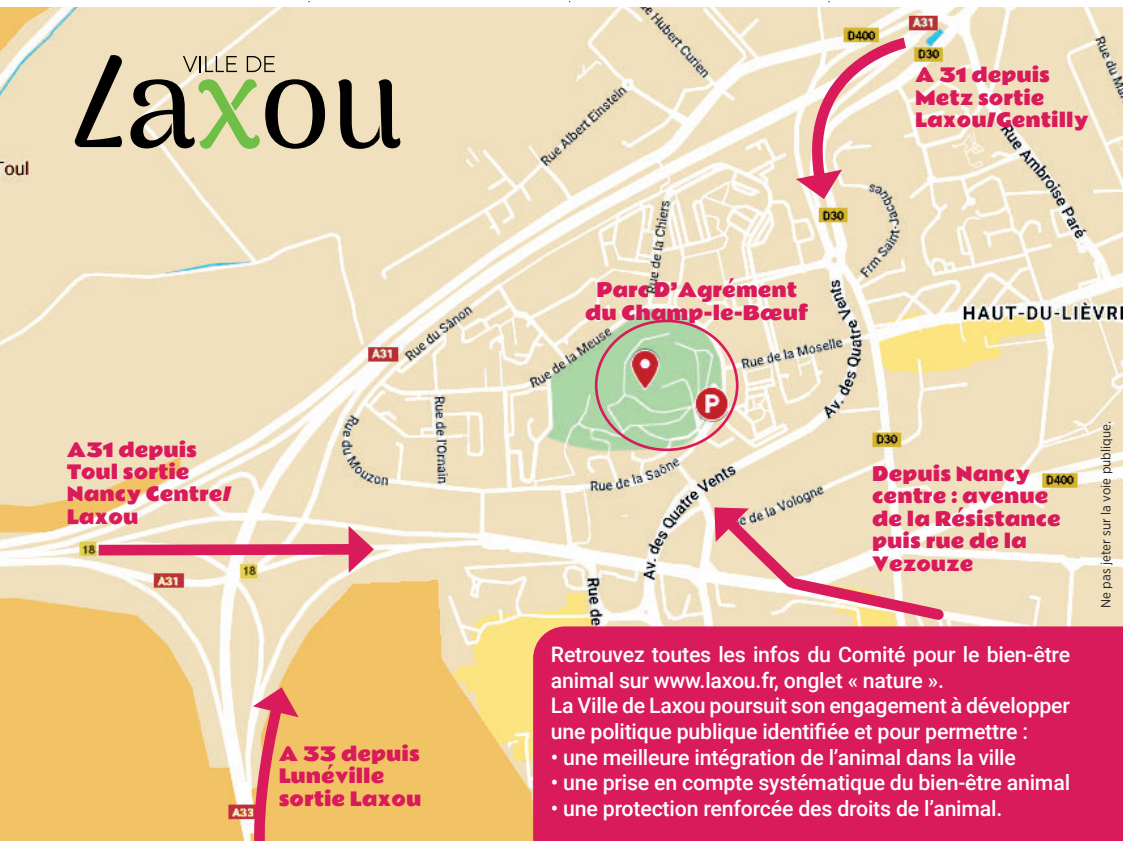 VILLE DE
Laxou
Toul
Rue Hubert Curien
Rue Albert Einstein
D400
A31
D30
A 31 depuis
Metz sortie
Laxou/Gentilly
Rue Ambroise Paré
D30
Frm Saint-Jacques
Rue de la Chiers
Parc D'Agrément
du Champ-le-Bœuf
HAUT-DU-LIÈVRE
A31
Rue du Sânon
Rue de la Meuse
Rue de la Moselle
Av. des Quatre Vents
P
Rue du Mouzon
Rue de l'Ornain
Rue de la Saône
Av. des Quatre Vents
de la Vologne
D30
D400
A31 depuis
Toul sortie
Nancy Centre/
Laxou
18
A31
18
Depuis Nancy
centre : avenue
de la Résistance
puis rue de la
Vezouze
Rue de
Ne pas jeter sur la voie publique.
A 33 depuis
Lunéville
sortie Laxou
A33
Retrouvez toutes les infos du Comité pour le bien-être
animal sur www.laxou.fr, onglet « nature ».
La Ville de Laxou poursuit son engagement à développer
une politique publique identifiée et pour permettre :
• une meilleure intégration de l'animal dans la ville
• une prise en compte systématique du bien-être animal
• une protection renforcée des droits de l'animal.